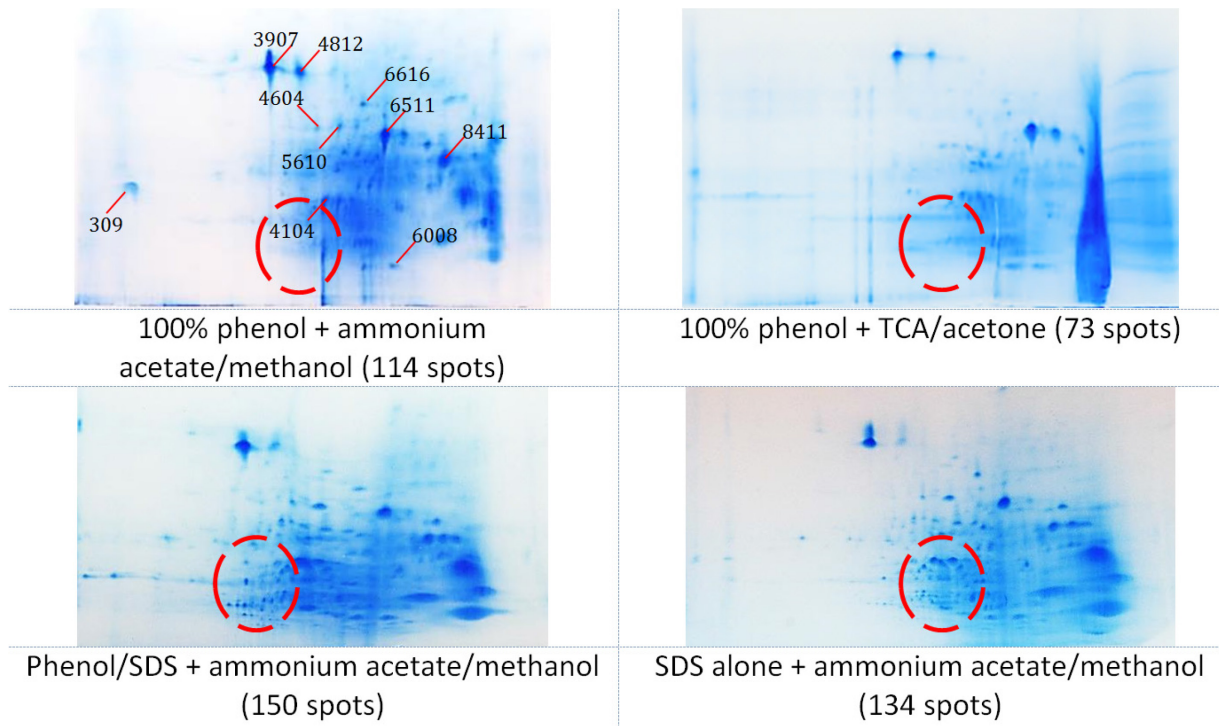 3907
4812
6616
4604
6511
8411
5610
309
4104
6008
100% phenol + ammonium
acetate/methanol (114 spots)
100% phenol + TCA/acetone (73 spots)
Phenol/SDS + ammonium acetate/methanol
(150 spots)
SDS alone + ammonium acetate/methanol
(134 spots)